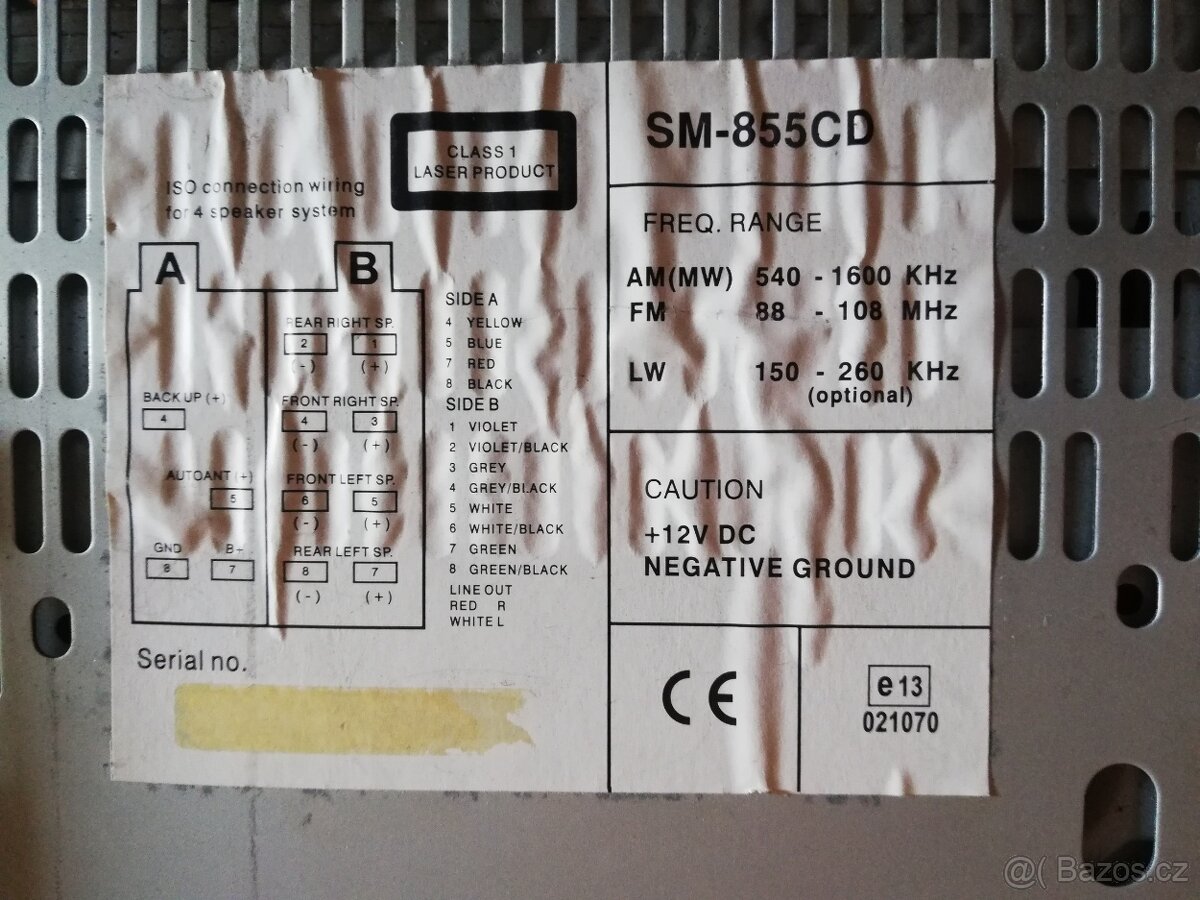 CLASS 1
LASER PRODUCT
ISO connection wiring
for 4 speaker system
A B
REAR RIGHT SP.
2 1
(-) (+)
BACK UP (+)
4
FRONT RIGHT SP.
4 3
(-) (+)
AUTOANT (+)
5
FRONT LEFT SP.
6 5
(-) (+)
GND B+
8 7
REAR LEFT SP.
8 7
(-) (+)
SIDE A
4 YELLOW
5 BLUE
7 RED
8 BLACK
SIDE B
1 VIOLET
2 VIOLET/BLACK
3 GREY
4 GREY/BLACK
5 WHITE
6 WHITE/BLACK
7 GREEN
8 GREEN/BLACK
LINE OUT
RED R
WHITE L
Serial no.
SM-855CD
FREQ. RANGE
AM(MW) 540 - 1600 KHz
FM 88 - 108 MHz
LW 150 - 260 KHz
(optional)
CAUTION
+12V DC
NEGATIVE GROUND
CE
e13
021070
@( Bazos.cz